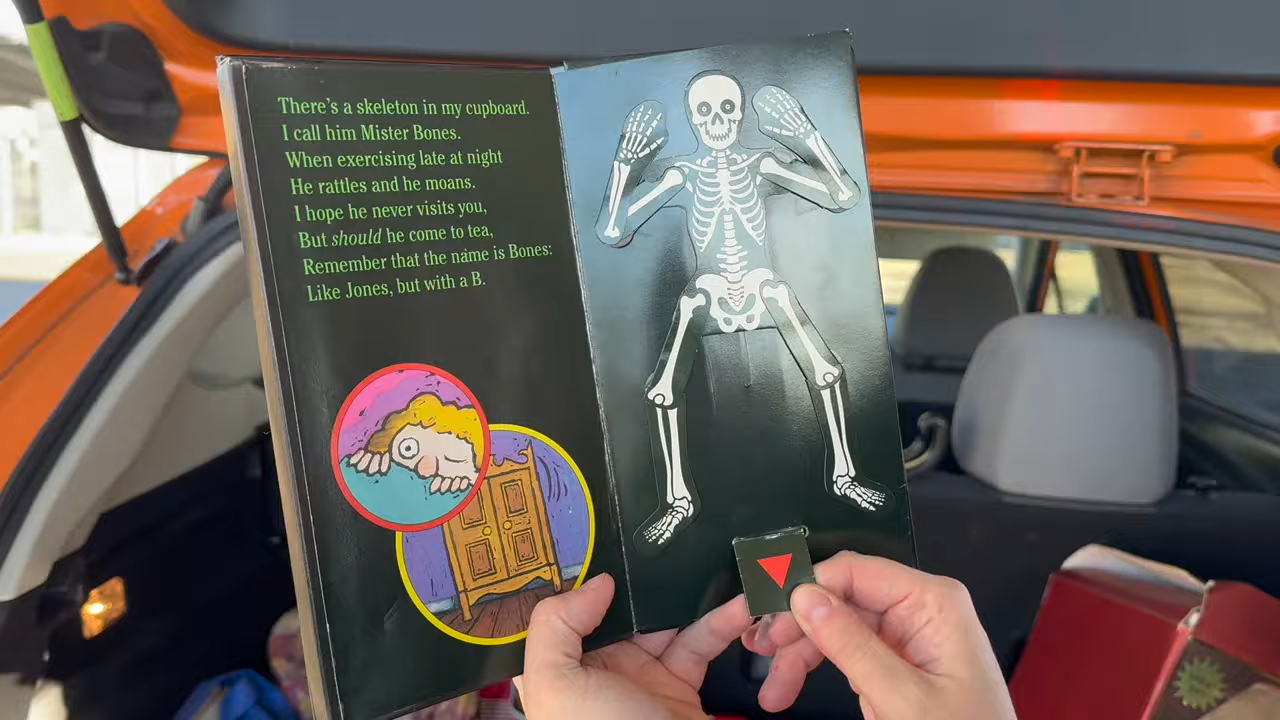 There's a skeleton in my cupboard.
I call him Mister Bones.
When exercising late at night
He rattles and he moans.
I hope he never visits you,
But should he come to tea,
Remember that the name is Bones:
Like Jones, but with a B.